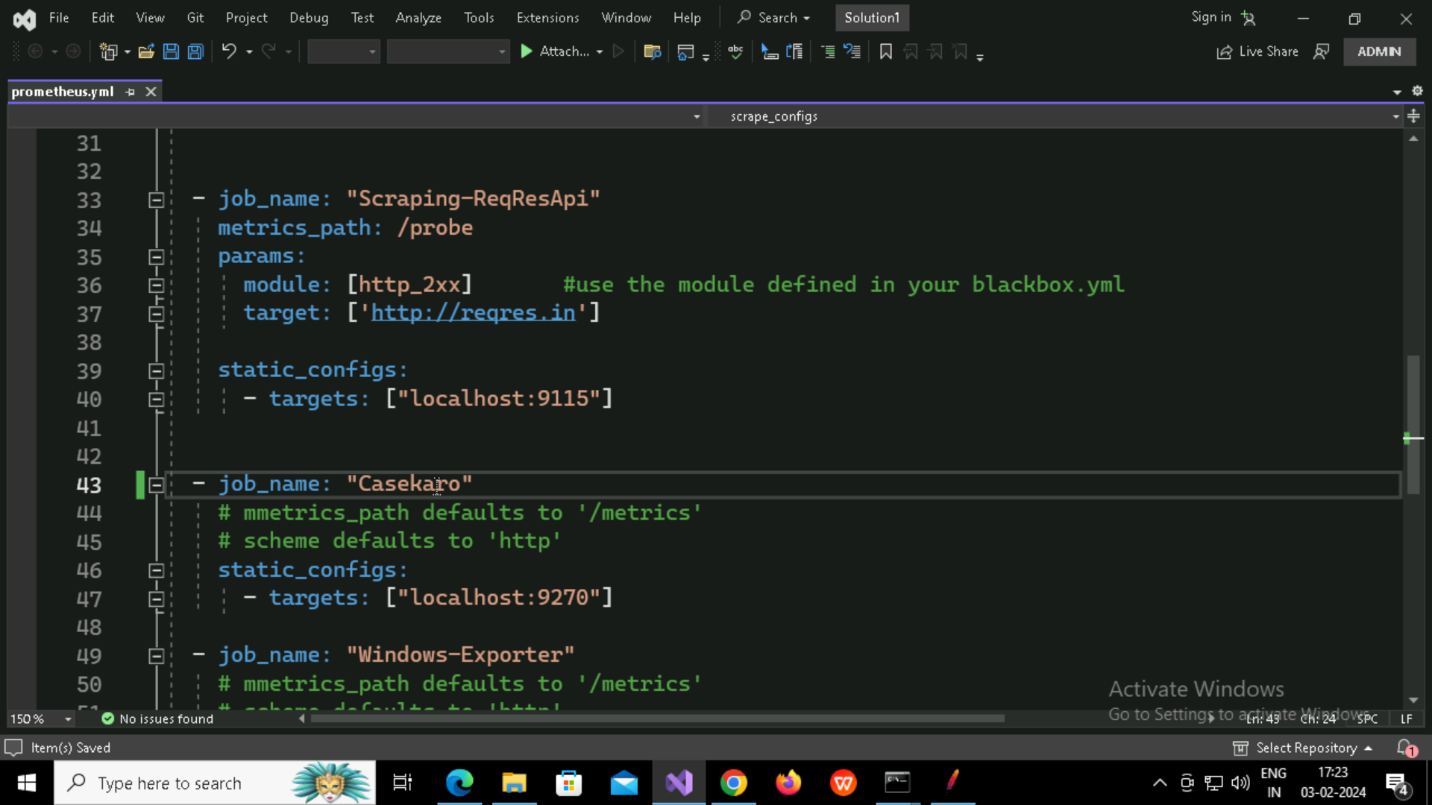 File Edit View Git Project Debug Test Analyze Tools Extensions Window Help Search Solution1 Sign in
Attach... abc Live Share ADMIN
prometheus.yml
scrape_configs
31
32
33 - job_name: "Scraping-ReqResApi"
34 metrics_path: /probe
35 params:
36 module: [http_2xx] #use the module defined in your blackbox.yml
37 target: ['http://reqres.in']
38
39 static_configs:
40 - targets: ["localhost:9115"]
41
42
43 - job_name: "Casekaro"
44 # mmetrics_path defaults to '/metrics'
45 # scheme defaults to 'http'
46 static_configs:
47 - targets: ["localhost:9270"]
48
49 - job_name: "Windows-Exporter"
50 # mmetrics_path defaults to '/metrics'
Activate Windows
Go to Settings to activate Windows.
150 % No issues found Ln: 43 Ch: 24 SPC LF
Item(s) Saved Select Repository 1
Type here to search ENG IN 17:23 03-02-2024 4